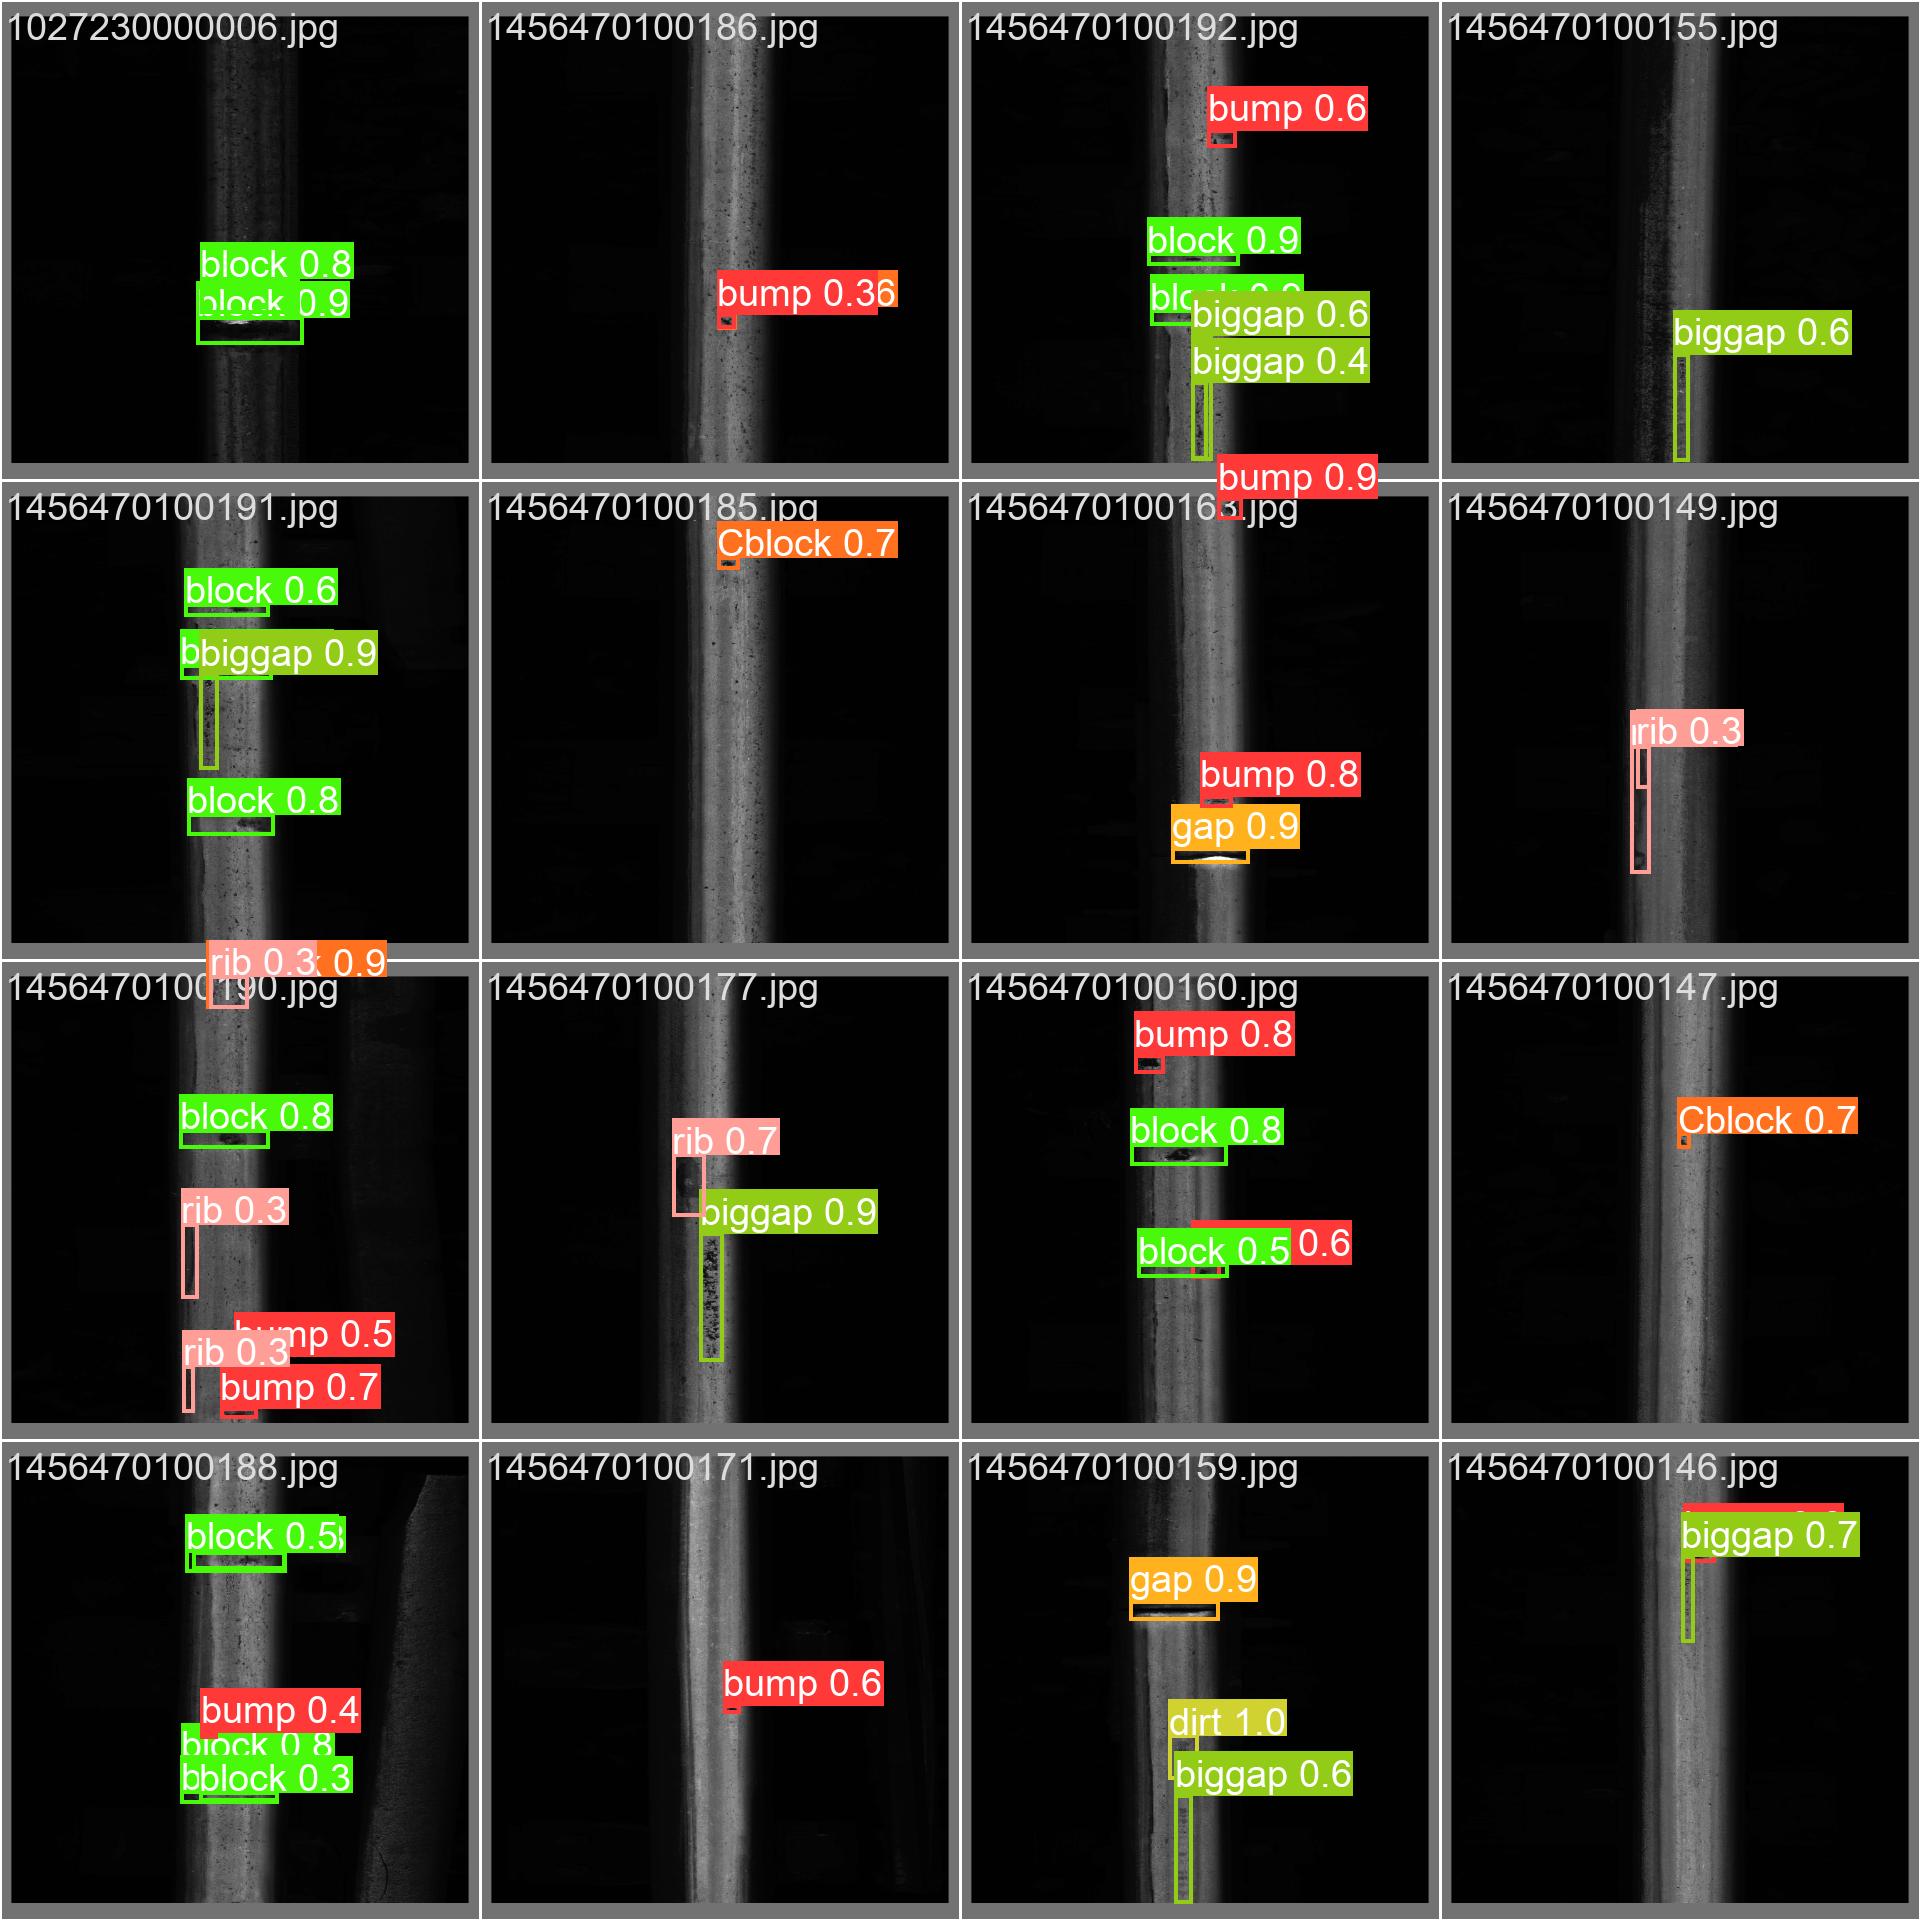 1027230000006.jpg
block 0.8
block 0.9
1456470100186.jpg
bump 0.36
1456470100192.jpg
bump 0.6
block 0.9
biggap 0.6
biggap 0.4
1456470100155.jpg
biggap 0.6
1456470100191.jpg
block 0.6
biggap 0.9
block 0.8
1456470100185.jpg
Cblock 0.7
bump 0.9
1456470100163.jpg
bump 0.8
gap 0.9
1456470100149.jpg
rib 0.3
rib 0.3 0.9
1456470100190.jpg
block 0.8
rib 0.3
bump 0.5
rib 0.3
bump 0.7
1456470100177.jpg
rib 0.7
biggap 0.9
1456470100160.jpg
bump 0.8
block 0.8
block 0.5 0.6
1456470100147.jpg
Cblock 0.7
1456470100188.jpg
block 0.5
bump 0.4
block 0.8
block 0.3
1456470100171.jpg
bump 0.6
1456470100159.jpg
gap 0.9
dirt 1.0
biggap 0.6
1456470100146.jpg
biggap 0.7